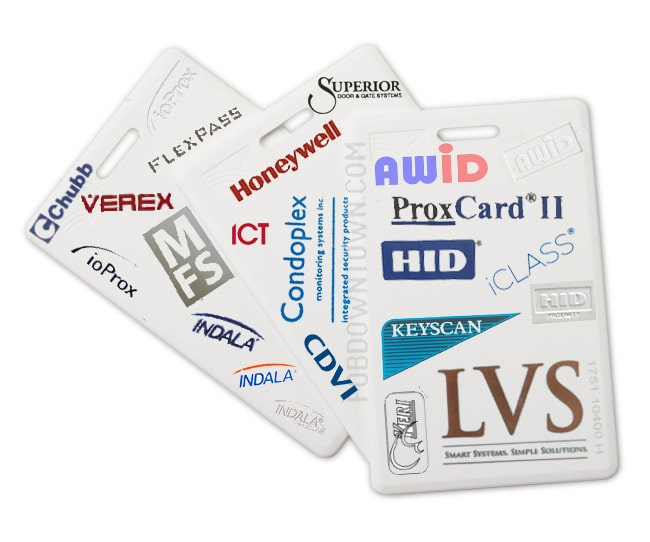 ioProx
FLEXPASS
Chubb
VEREX
MFS
ioProx
INDALA
INDALA®
INDALA
SUPERIOR
DOOR & GATE SYSTEMS
Honeywell
ICT
Condoplex
monitoring systems inc.
integrated security products
CDVI
FOBDOWNTOWN.COM
AWID
AWiD
ProxCard® II
HID®
iCLASS®
HID
PROXIMITY
KEYSCAN
KERI
LVS
SMART SYSTEMS. SIMPLE SOLUTIONS.
1751 10400 H